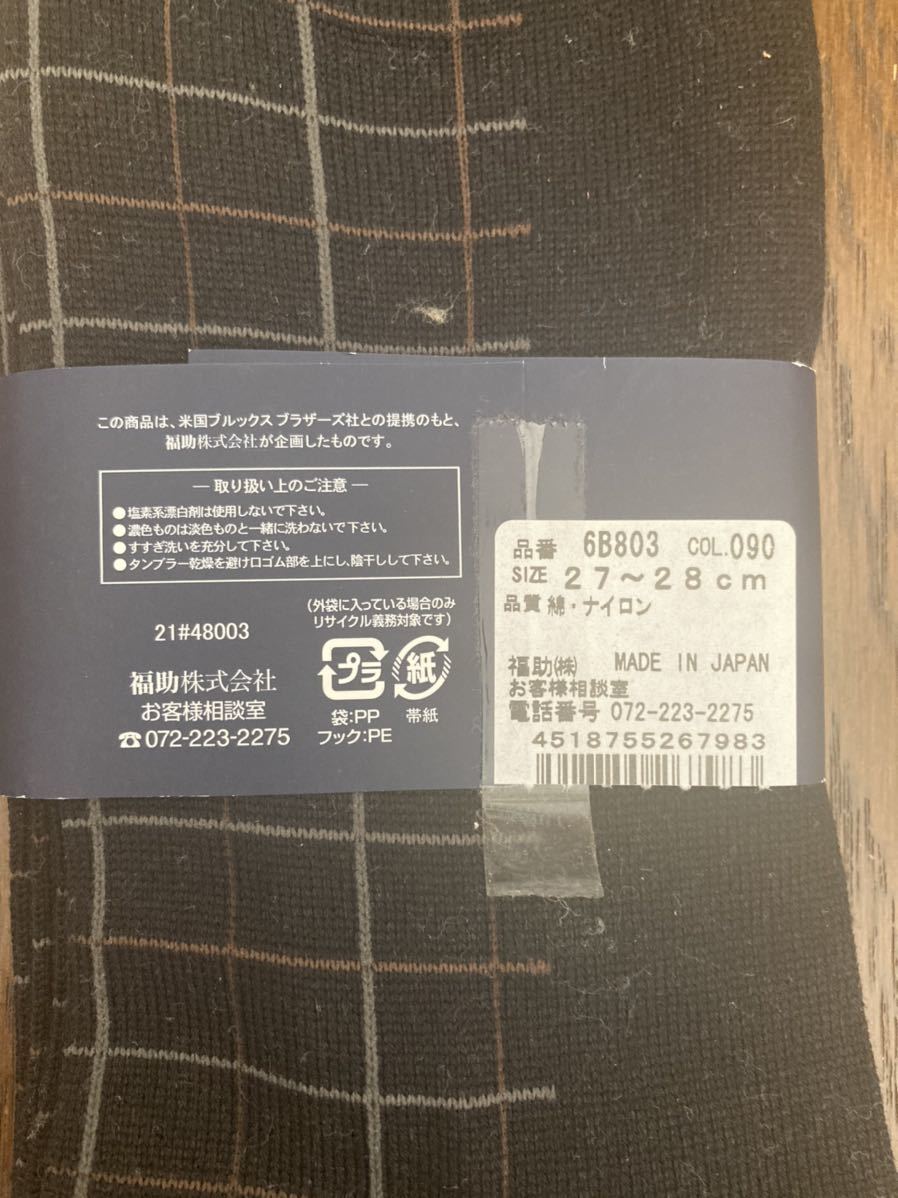 この商品は、米国ブルックス ブラザーズ社との提携のもと、
福助株式会社が企画したものです。
― 取り扱い上のご注意 ―
●塩素系漂白剤は使用しないで下さい。
●濃色ものは淡色ものと一緒に洗わないで下さい。
●すすぎ洗いを充分して下さい。
●タンブラー乾燥を避け口ゴム部を上にし、陰干しして下さい。
(外袋に入っている場合のみ
リサイクル義務対象です)
21#48003
プラ
紙
福助株式会社
お客様相談室
☎072-223-2275
袋:PP 帯紙
フック:PE
品番 6B803 COL.090
SIZE 27～28cm
品質 綿・ナイロン
福助(株) MADE IN JAPAN
お客様相談室
電話番号 072-223-2275
4518755267983